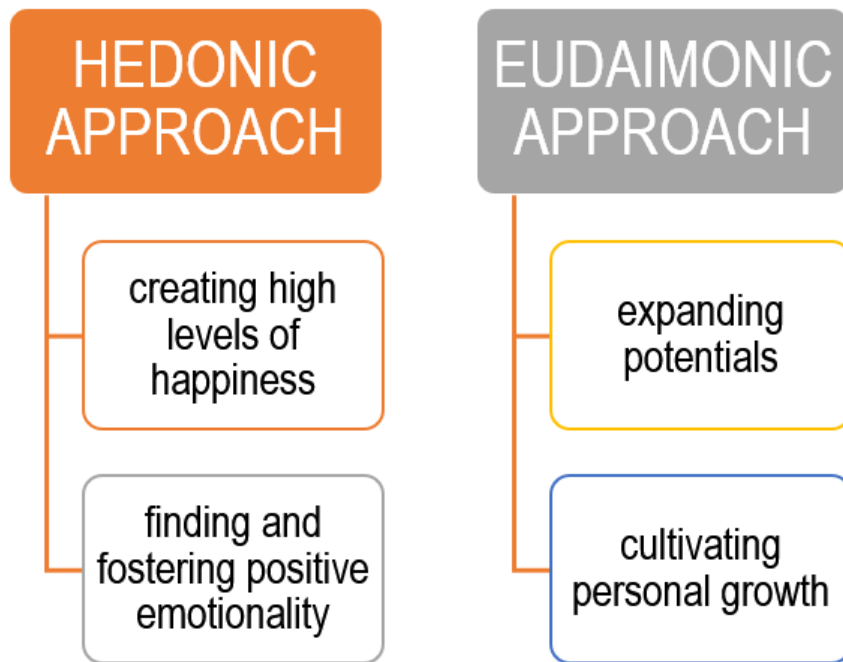 HEDONIC
APPROACH
creating high
levels of
happiness
finding and
fostering positive
emotionality
EUDAIMONIC
APPROACH
expanding
potentials
cultivating
personal growth